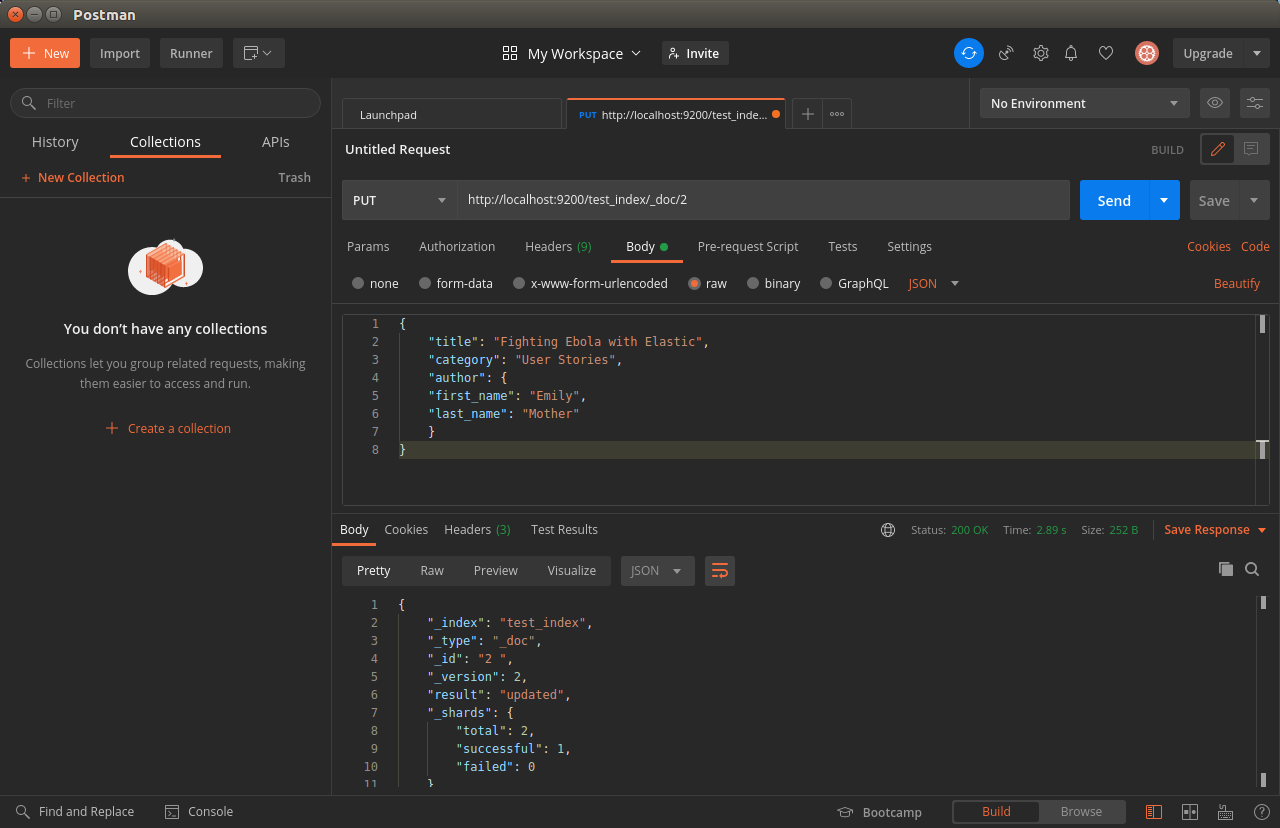 Postman
New
Import
Runner
My Workspace
Invite
Upgrade
Filter
History
Collections
APIs
+ New Collection
Trash
You don’t have any collections
Collections let you group related requests, making
them easier to access and run.
+ Create a collection
Launchpad
PUT http://localhost:9200/test_inde...
No Environment
Untitled Request
BUILD
PUT
http://localhost:9200/test_index/_doc/2
Send
Save
Params
Authorization
Headers (9)
Body
Pre-request Script
Tests
Settings
Cookies
Code
none
form-data
x-www-form-urlencoded
raw
binary
GraphQL
JSON
Beautify
1 {
2 "title": "Fighting Ebola with Elastic",
3 "category": "User Stories",
4 "author": {
5 "first_name": "Emily",
6 "last_name": "Mother"
7 }
8 }
Body
Cookies
Headers (3)
Test Results
Status: 200 OK
Time: 2.89 s
Size: 252 B
Save Response
Pretty
Raw
Preview
Visualize
JSON
1 {
2 "_index": "test_index",
3 "_type": "_doc",
4 "_id": "2 ",
5 "_version": 2,
6 "result": "updated",
7 "_shards": {
8 "total": 2,
9 "successful": 1,
10 "failed": 0
11 }
Find and Replace
Console
Bootcamp
Build
Browse